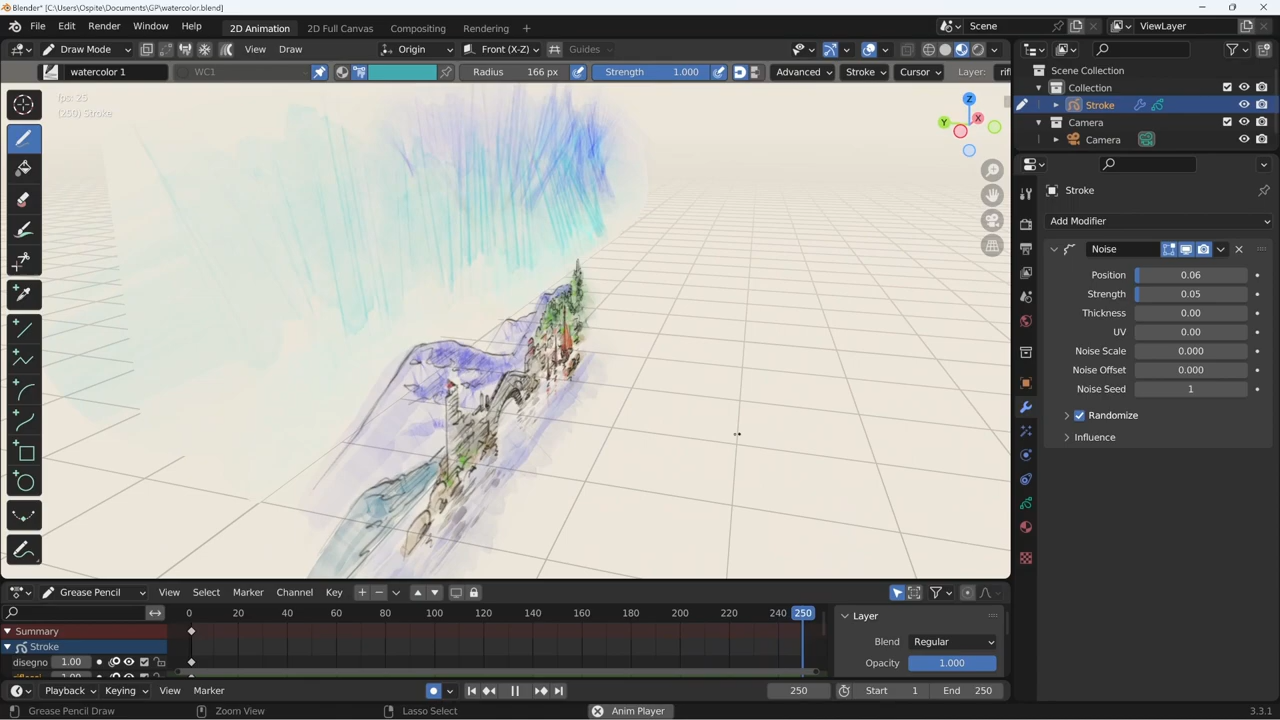 Blender* [C:\Users\Ospite\Documents\GP\watercolor.blend]
File Edit Render Window Help 2D Animation 2D Full Canvas Compositing Rendering + Scene ViewLayer
Draw Mode View Draw Origin Front (X-Z) Guides
watercolor 1 WC1 Radius 166 px Strength 1.000 Advanced Stroke Cursor Layer: rifl
fps: 25
(250) Stroke
Z
Y X
Scene Collection
Collection
Stroke
Camera
Camera
Stroke
Add Modifier
Noise
Position 0.06
Strength 0.05
Thickness 0.00
UV 0.00
Noise Scale 0.000
Noise Offset 0.000
Noise Seed 1
Randomize
Influence
Grease Pencil View Select Marker Channel Key
0 20 40 60 80 100 120 140 160 180 200 220 240 250
Summary
Stroke
disegno 1.00
Layer
Blend Regular
Opacity 1.000
Playback Keying View Marker 250 Start 1 End 250
Grease Pencil Draw Zoom View Lasso Select Anim Player 3.3.1